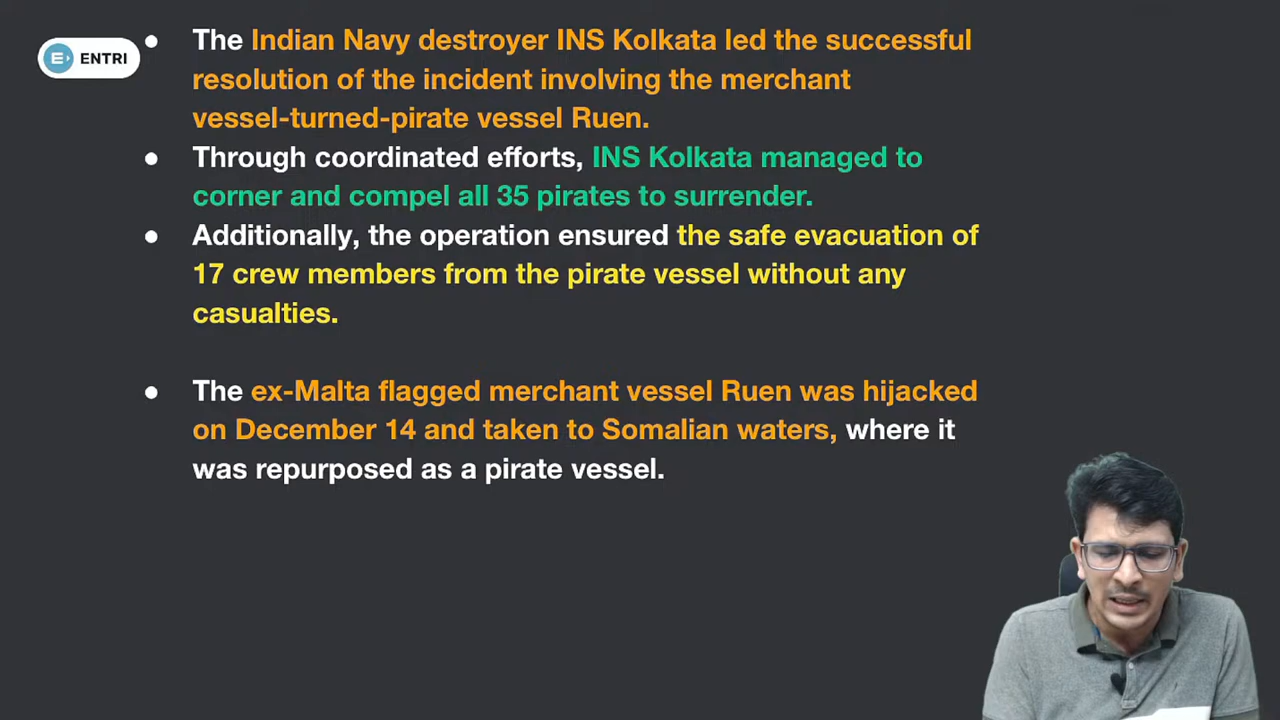 ENTRI
● The Indian Navy destroyer INS Kolkata led the successful
resolution of the incident involving the merchant
vessel-turned-pirate vessel Ruen.
● Through coordinated efforts, INS Kolkata managed to
corner and compel all 35 pirates to surrender.
● Additionally, the operation ensured the safe evacuation of
17 crew members from the pirate vessel without any
casualties.
● The ex-Malta flagged merchant vessel Ruen was hijacked
on December 14 and taken to Somalian waters, where it
was repurposed as a pirate vessel.